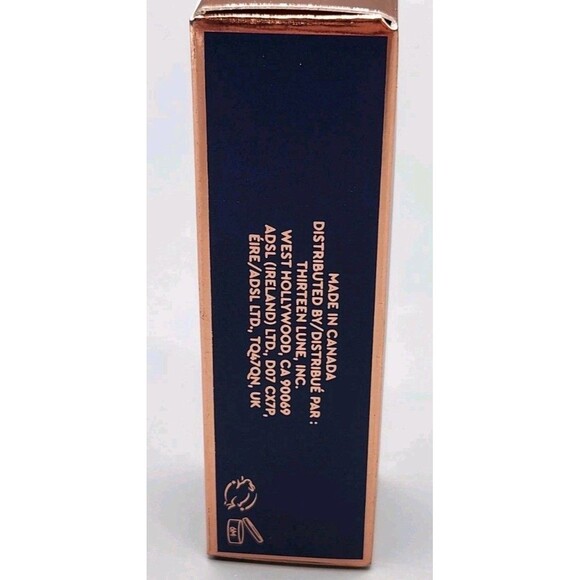 MADE IN CANADA
DISTRIBUTED BY/DISTRIBUÉ PAR :
THIRTEEN LUNE, INC.
WEST HOLLYWOOD, CA 90069
ADSL (IRELAND) LTD., D07 CX7P,
ÉIRE/ADSL LTD., TQ47QN, UK
6M